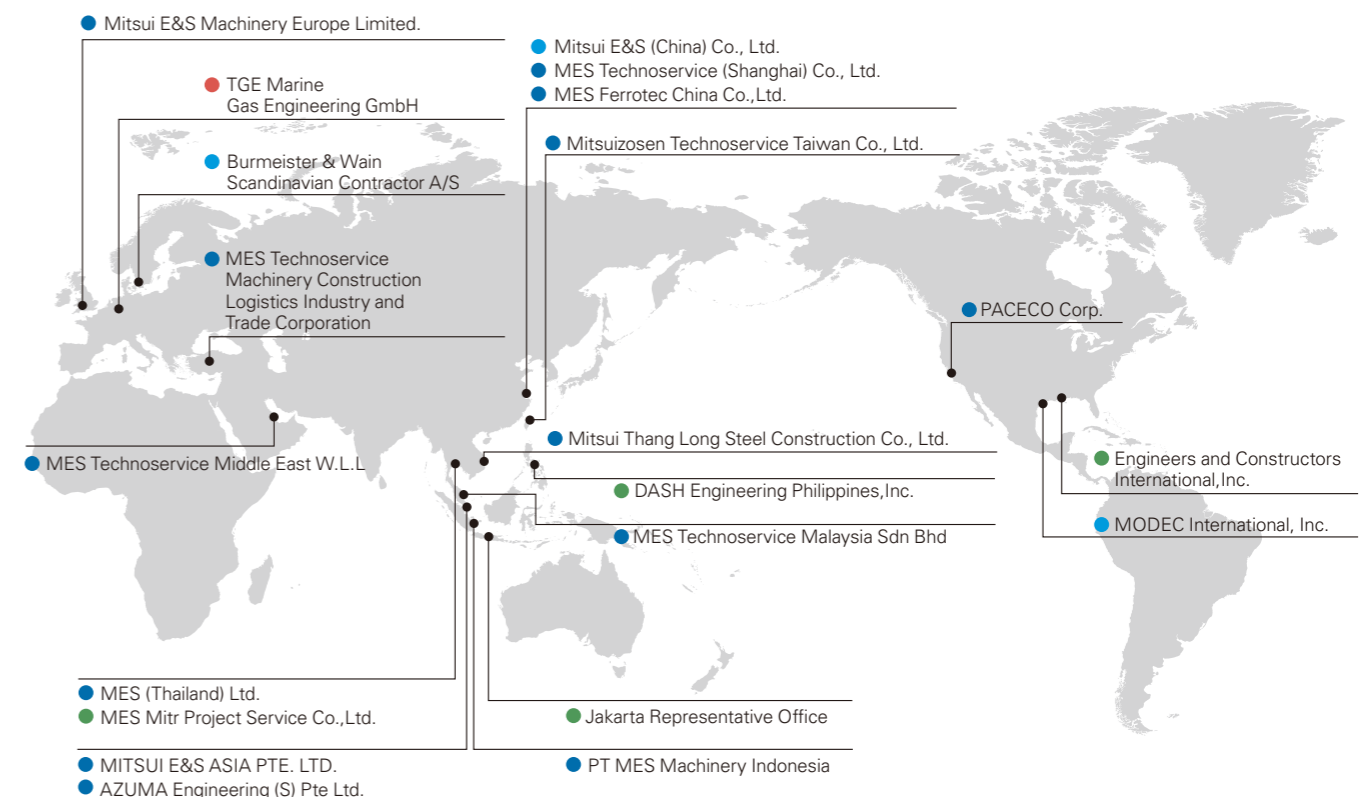 Mitsui E&S Machinery Europe Limited.
TGE Marine
Gas Engineering GmbH
Burmeister & Wain
Scandinavian Contractor A/S
MES Technoservice
Machinery Construction
Logistics Industry and
Trade Corporation
MES Technoservice Middle East W.L.L
Mitsui E&S (China) Co., Ltd.
MES Technoservice (Shanghai) Co., Ltd.
MES Ferrotec China Co.,Ltd.
Mitsuizosen Technoservice Taiwan Co., Ltd.
Mitsui Thang Long Steel Construction Co., Ltd.
DASH Engineering Philippines,Inc.
MES Technoservice Malaysia Sdn Bhd
PACECO Corp.
Engineers and Constructors
International,Inc.
MODEC International, Inc.
MES (Thailand) Ltd.
MES Mitr Project Service Co.,Ltd.
MITSUI E&S ASIA PTE. LTD.
AZUMA Engineering (S) Pte Ltd.
Jakarta Representative Office
PT MES Machinery Indonesia